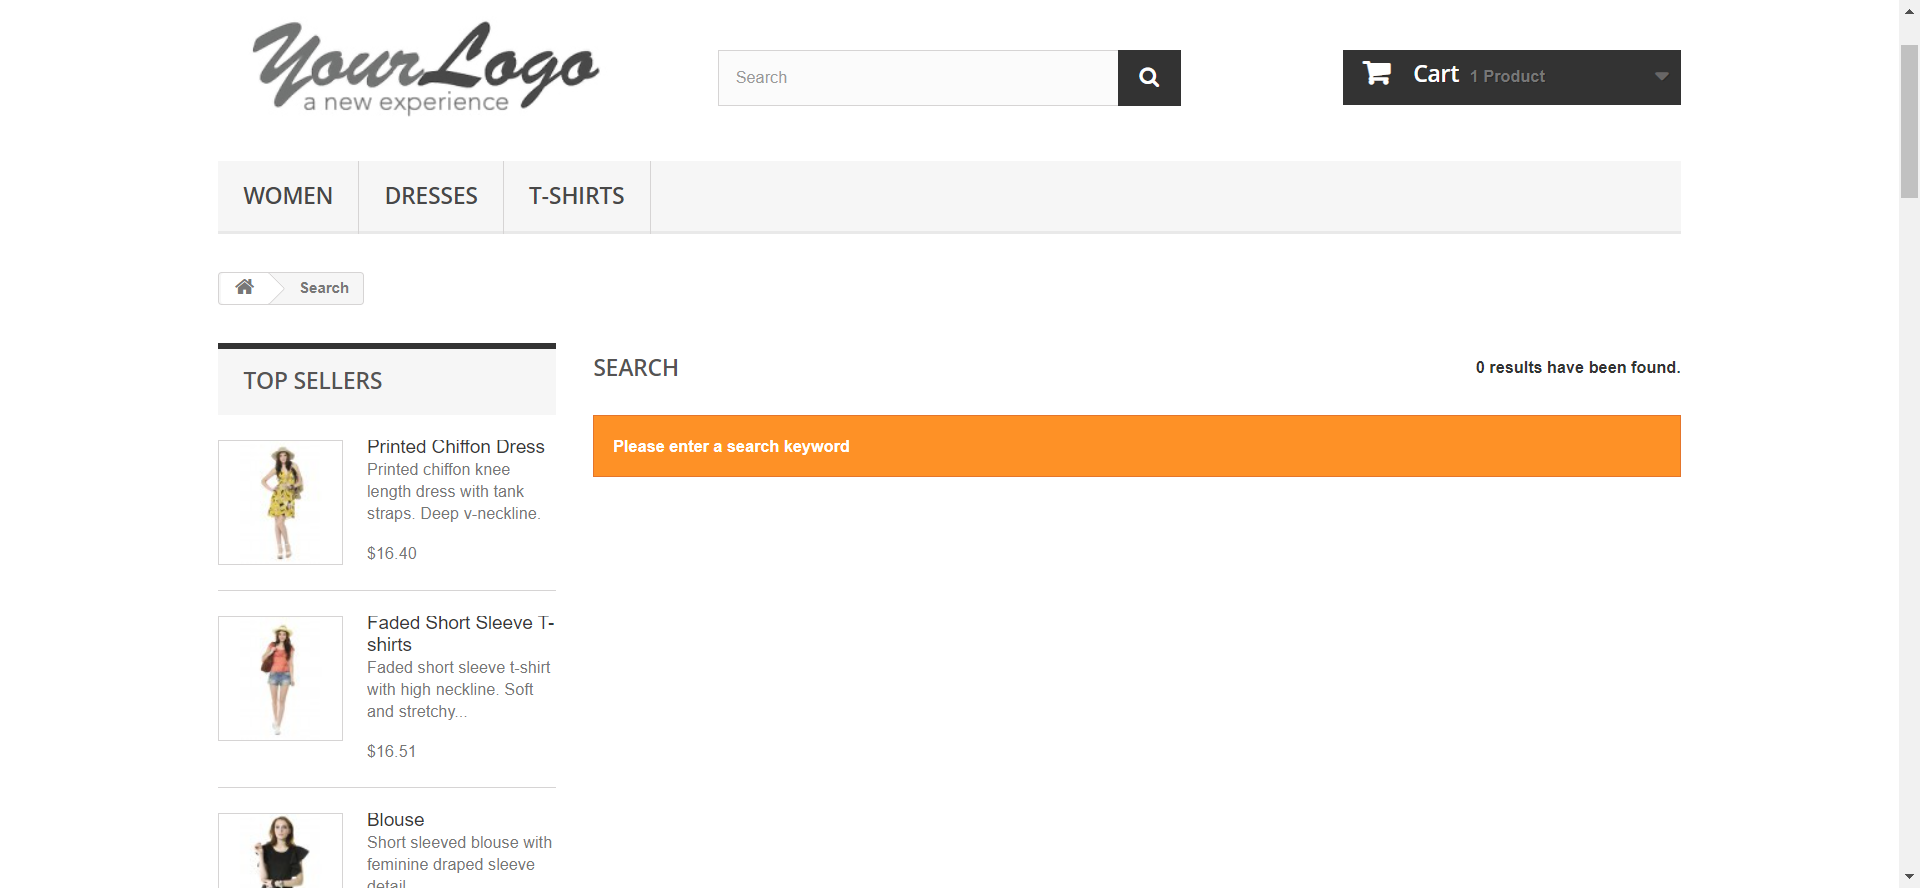 YourLogo
a new experience
Search
Cart 1 Product
WOMEN
DRESSES
T-SHIRTS
Search
TOP SELLERS
Printed Chiffon Dress
Printed chiffon knee
length dress with tank
straps. Deep v-neckline.
$16.40
Faded Short Sleeve T-
shirts
Faded short sleeve t-shirt
with high neckline. Soft
and stretchy...
$16.51
Blouse
Short sleeved blouse with
feminine draped sleeve
detail
SEARCH
0 results have been found.
Please enter a search keyword